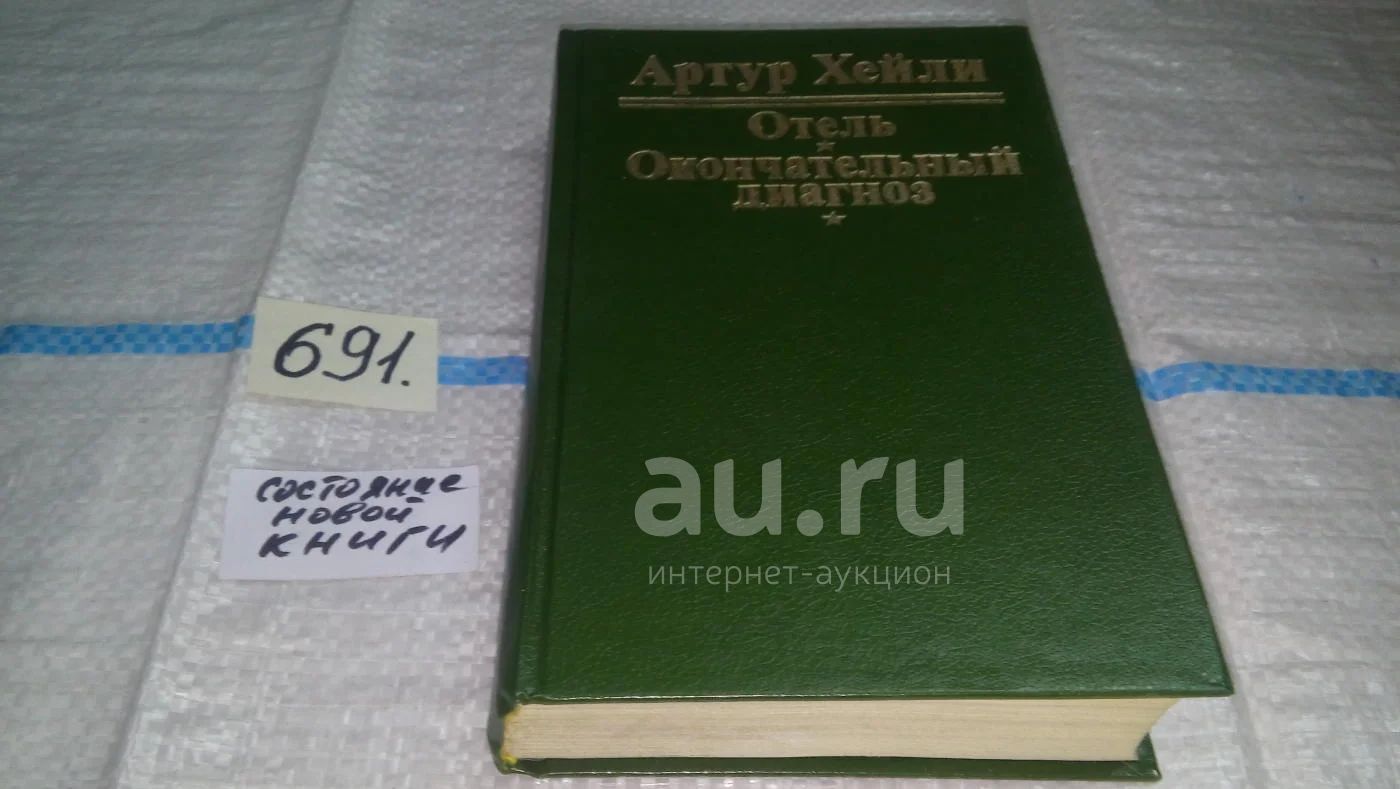 Артур Хейли
Отель
Окончательный
диагноз
691.
состояние
новой
книги
au.ru
интернет-аукцион